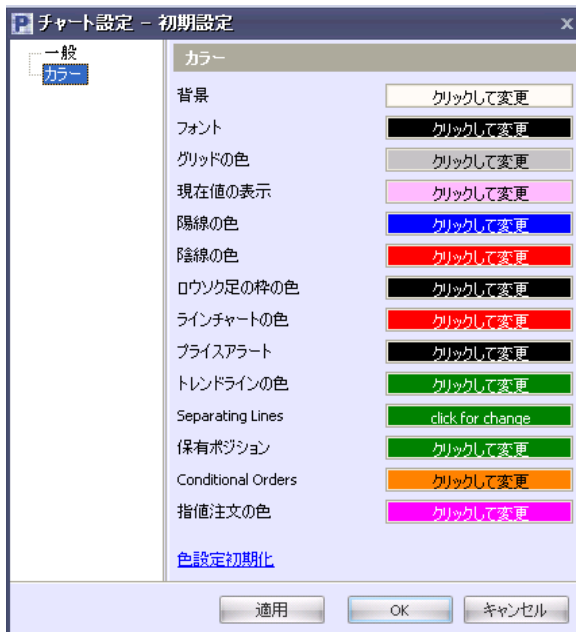 P チャート設定 - 初期設定 x
一般
カラー
カラー
背景 クリックして変更
フォント クリックして変更
グリッドの色 クリックして変更
現在値の表示 クリックして変更
陽線の色 クリックして変更
陰線の色 クリックして変更
ロウソク足の枠の色 クリックして変更
ラインチャートの色 クリックして変更
プライスアラート クリックして変更
トレンドラインの色 クリックして変更
Separating Lines click for change
保有ポジション クリックして変更
Conditional Orders クリックして変更
指値注文の色 クリックして変更
色設定初期化
適用 OK キャンセル